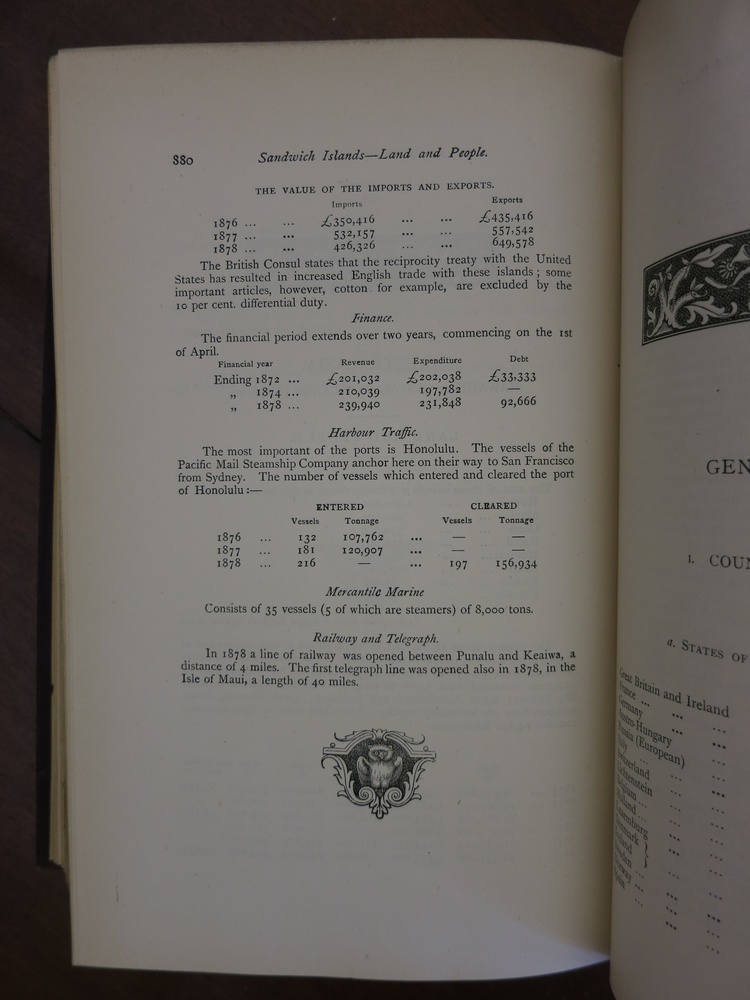 880 Sandwich Islands—Land and People.
THE VALUE OF THE IMPORTS AND EXPORTS.
Imports Exports
1876 ... ... £350,416 ... ... £435,416
1877 ... ... 532,157 ... ... 557,542
1878 ... ... 426,326 ... ... 649,578
The British Consul states that the reciprocity treaty with the United
States has resulted in increased English trade with these islands; some
important articles, however, cotton for example, are excluded by the
10 per cent. differential duty.
Finance.
The financial period extends over two years, commencing on the 1st
of April.
Financial year Revenue Expenditure Debt
Ending 1872 ... £201,032 £202,038 £33,333
„ 1874 ... 210,039 197,782 —
„ 1878 ... 239,940 231,848 92,666
Harbour Traffic.
The most important of the ports is Honolulu. The vessels of the
Pacific Mail Steamship Company anchor here on their way to San Francisco
from Sydney. The number of vessels which entered and cleared the port
of Honolulu:—
ENTERED CLEARED
Vessels Tonnage Vessels Tonnage
1876 ... 132 107,762 ... — —
1877 ... 181 120,907 ... — —
1878 ... 216 — ... 197 156,934
Mercantile Marine
Consists of 35 vessels (5 of which are steamers) of 8,000 tons.
Railway and Telegraph.
In 1878 a line of railway was opened between Punalu and Keaiwa, a
distance of 4 miles. The first telegraph line was opened also in 1878, in the
Isle of Maui, a length of 40 miles.
GEN
I. COUN
a. STATES OF
Great Britain and Ireland
France ... ... ...
Germany ... ...
Austro-Hungary ...
Russia (European) ...
Italy ... ...
Switzerland ... ...